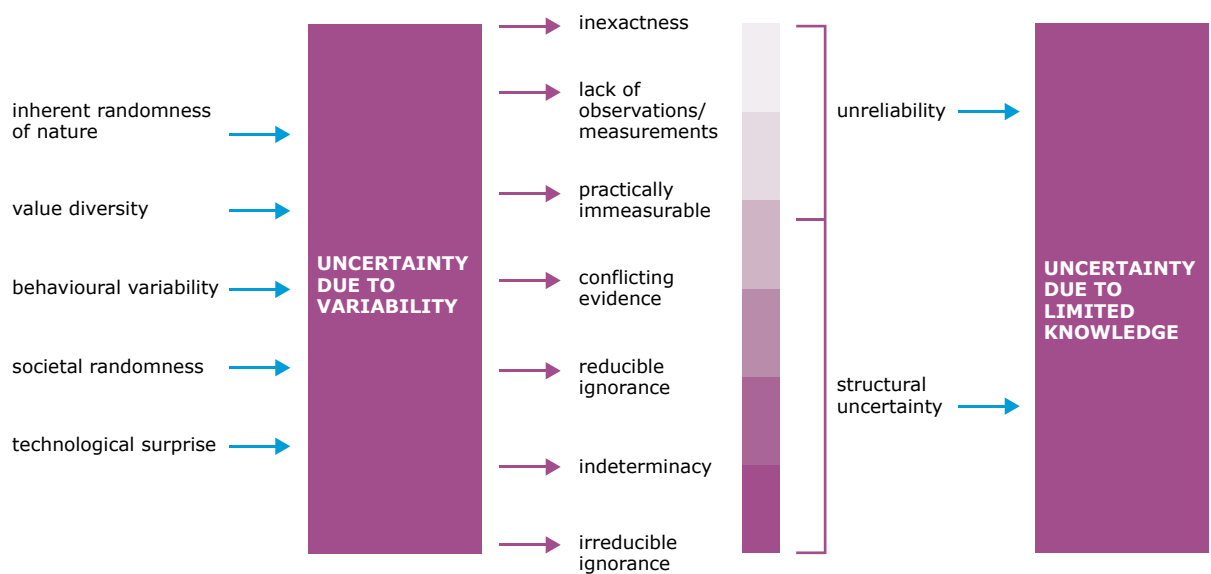 inherent randomness
of nature
value diversity
behavioural variability
societal randomness
technological surprise
UNCERTAINTY
DUE TO
VARIABILITY
inexactness
lack of
observations/
measurements
practically
immeasurable
conflicting
evidence
reducible
ignorance
indeterminacy
irreducible
ignorance
unreliability
structural
uncertainty
UNCERTAINTY
DUE TO
LIMITED
KNOWLEDGE